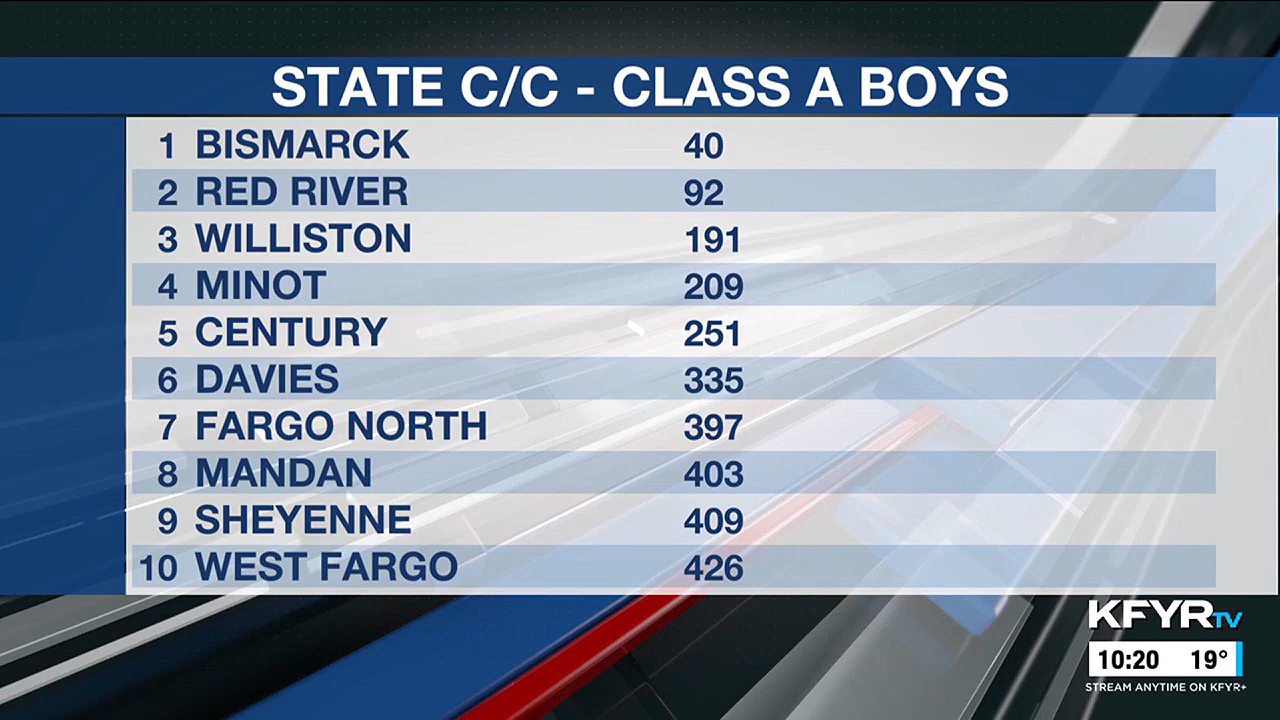 STATE C/C - CLASS A BOYS
1 BISMARCK 40
2 RED RIVER 92
3 WILLISTON 191
4 MINOT 209
5 CENTURY 251
6 DAVIES 335
7 FARGO NORTH 397
8 MANDAN 403
9 SHEYENNE 409
10 WEST FARGO 426
KFYRTV
10:20 19°
STREAM ANYTIME ON KFYR+